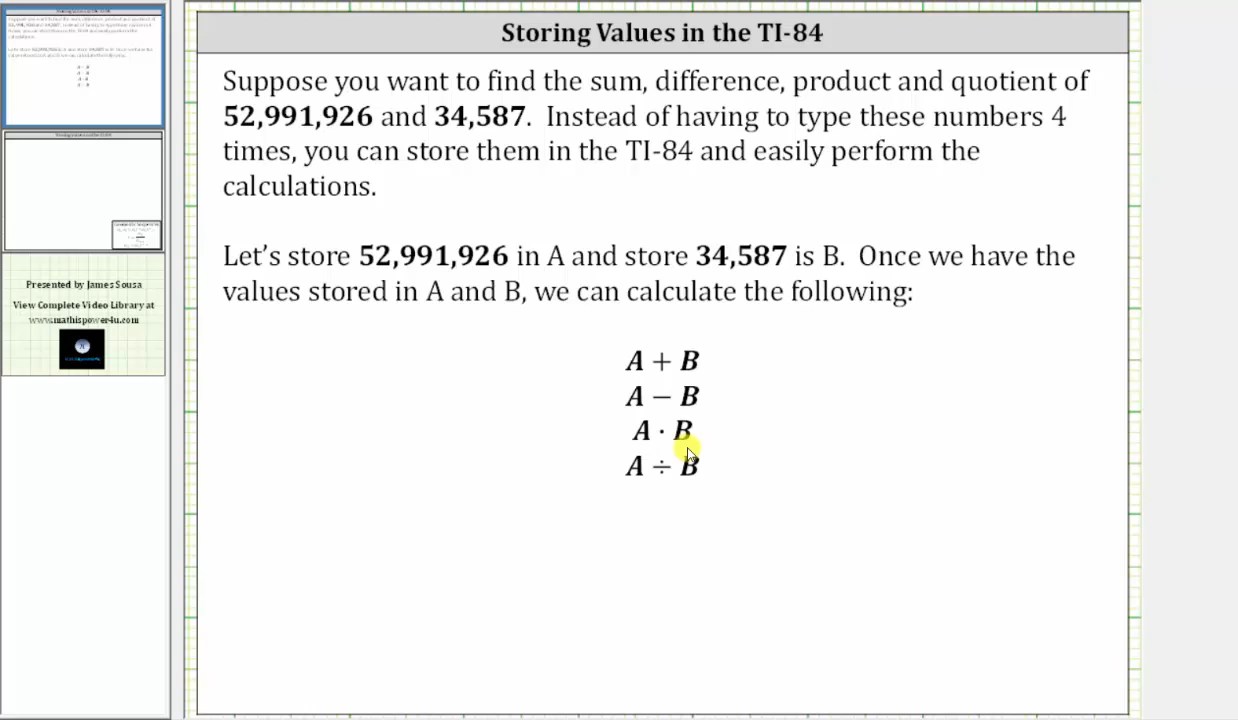 Storing Values in the TI-84
Suppose you want to find the sum, difference, product and quotient of
52,991,926 and 34,587.  Instead of having to type these numbers 4
times, you can store them in the TI-84 and easily perform the
calculations.
Let's store 52,991,926 in A and store 34,587 is B.  Once we have the
values stored in A and B, we can calculate the following:
A + B
A − B
A · B
A ÷ B
Presented by James Sousa
View Complete Video Library at
www.mathispower4u.com